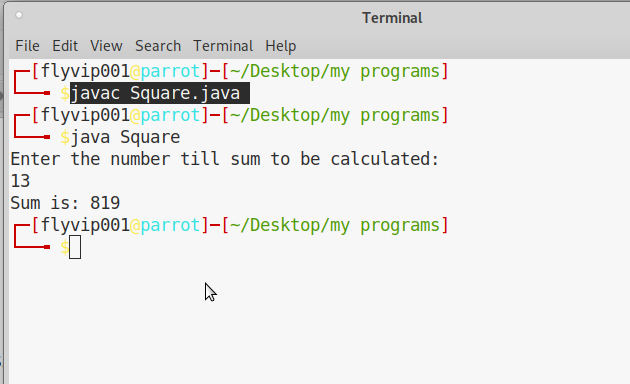 Terminal
File Edit View Search Terminal Help
[flyvip001@parrot]─[~/Desktop/my programs]
$javac Square.java
[flyvip001@parrot]─[~/Desktop/my programs]
$java Square
Enter the number till sum to be calculated:
13
Sum is: 819
[flyvip001@parrot]─[~/Desktop/my programs]
$